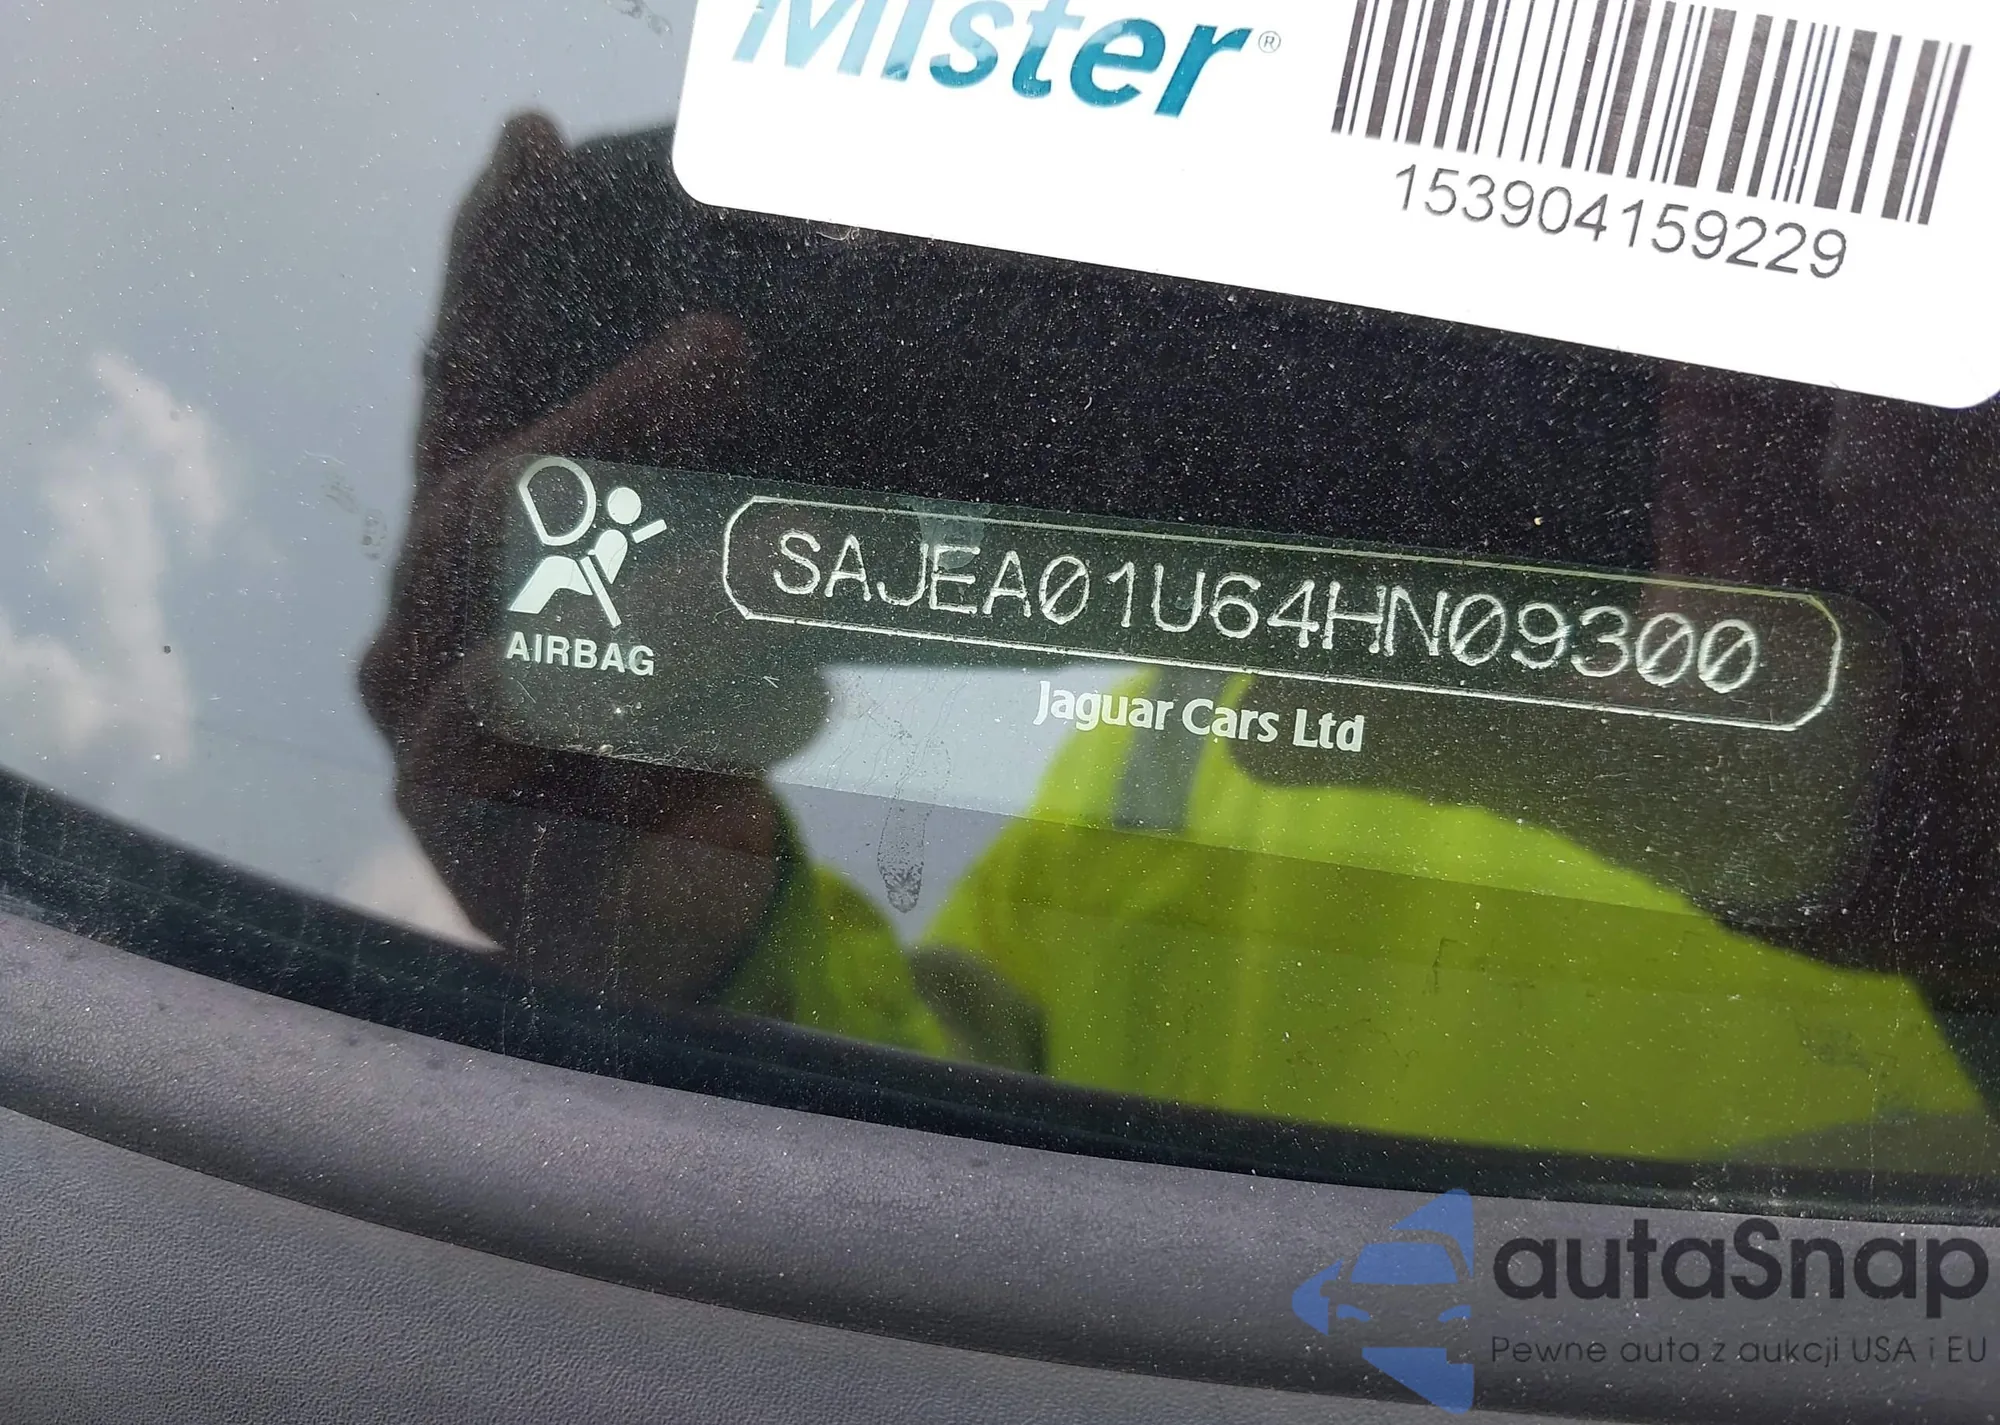 Mister®
153904159229
SAJEA01U64HN09300
AIRBAG
Jaguar Cars Ltd
autaSnap
Pewne auta z aukcji USA i EU